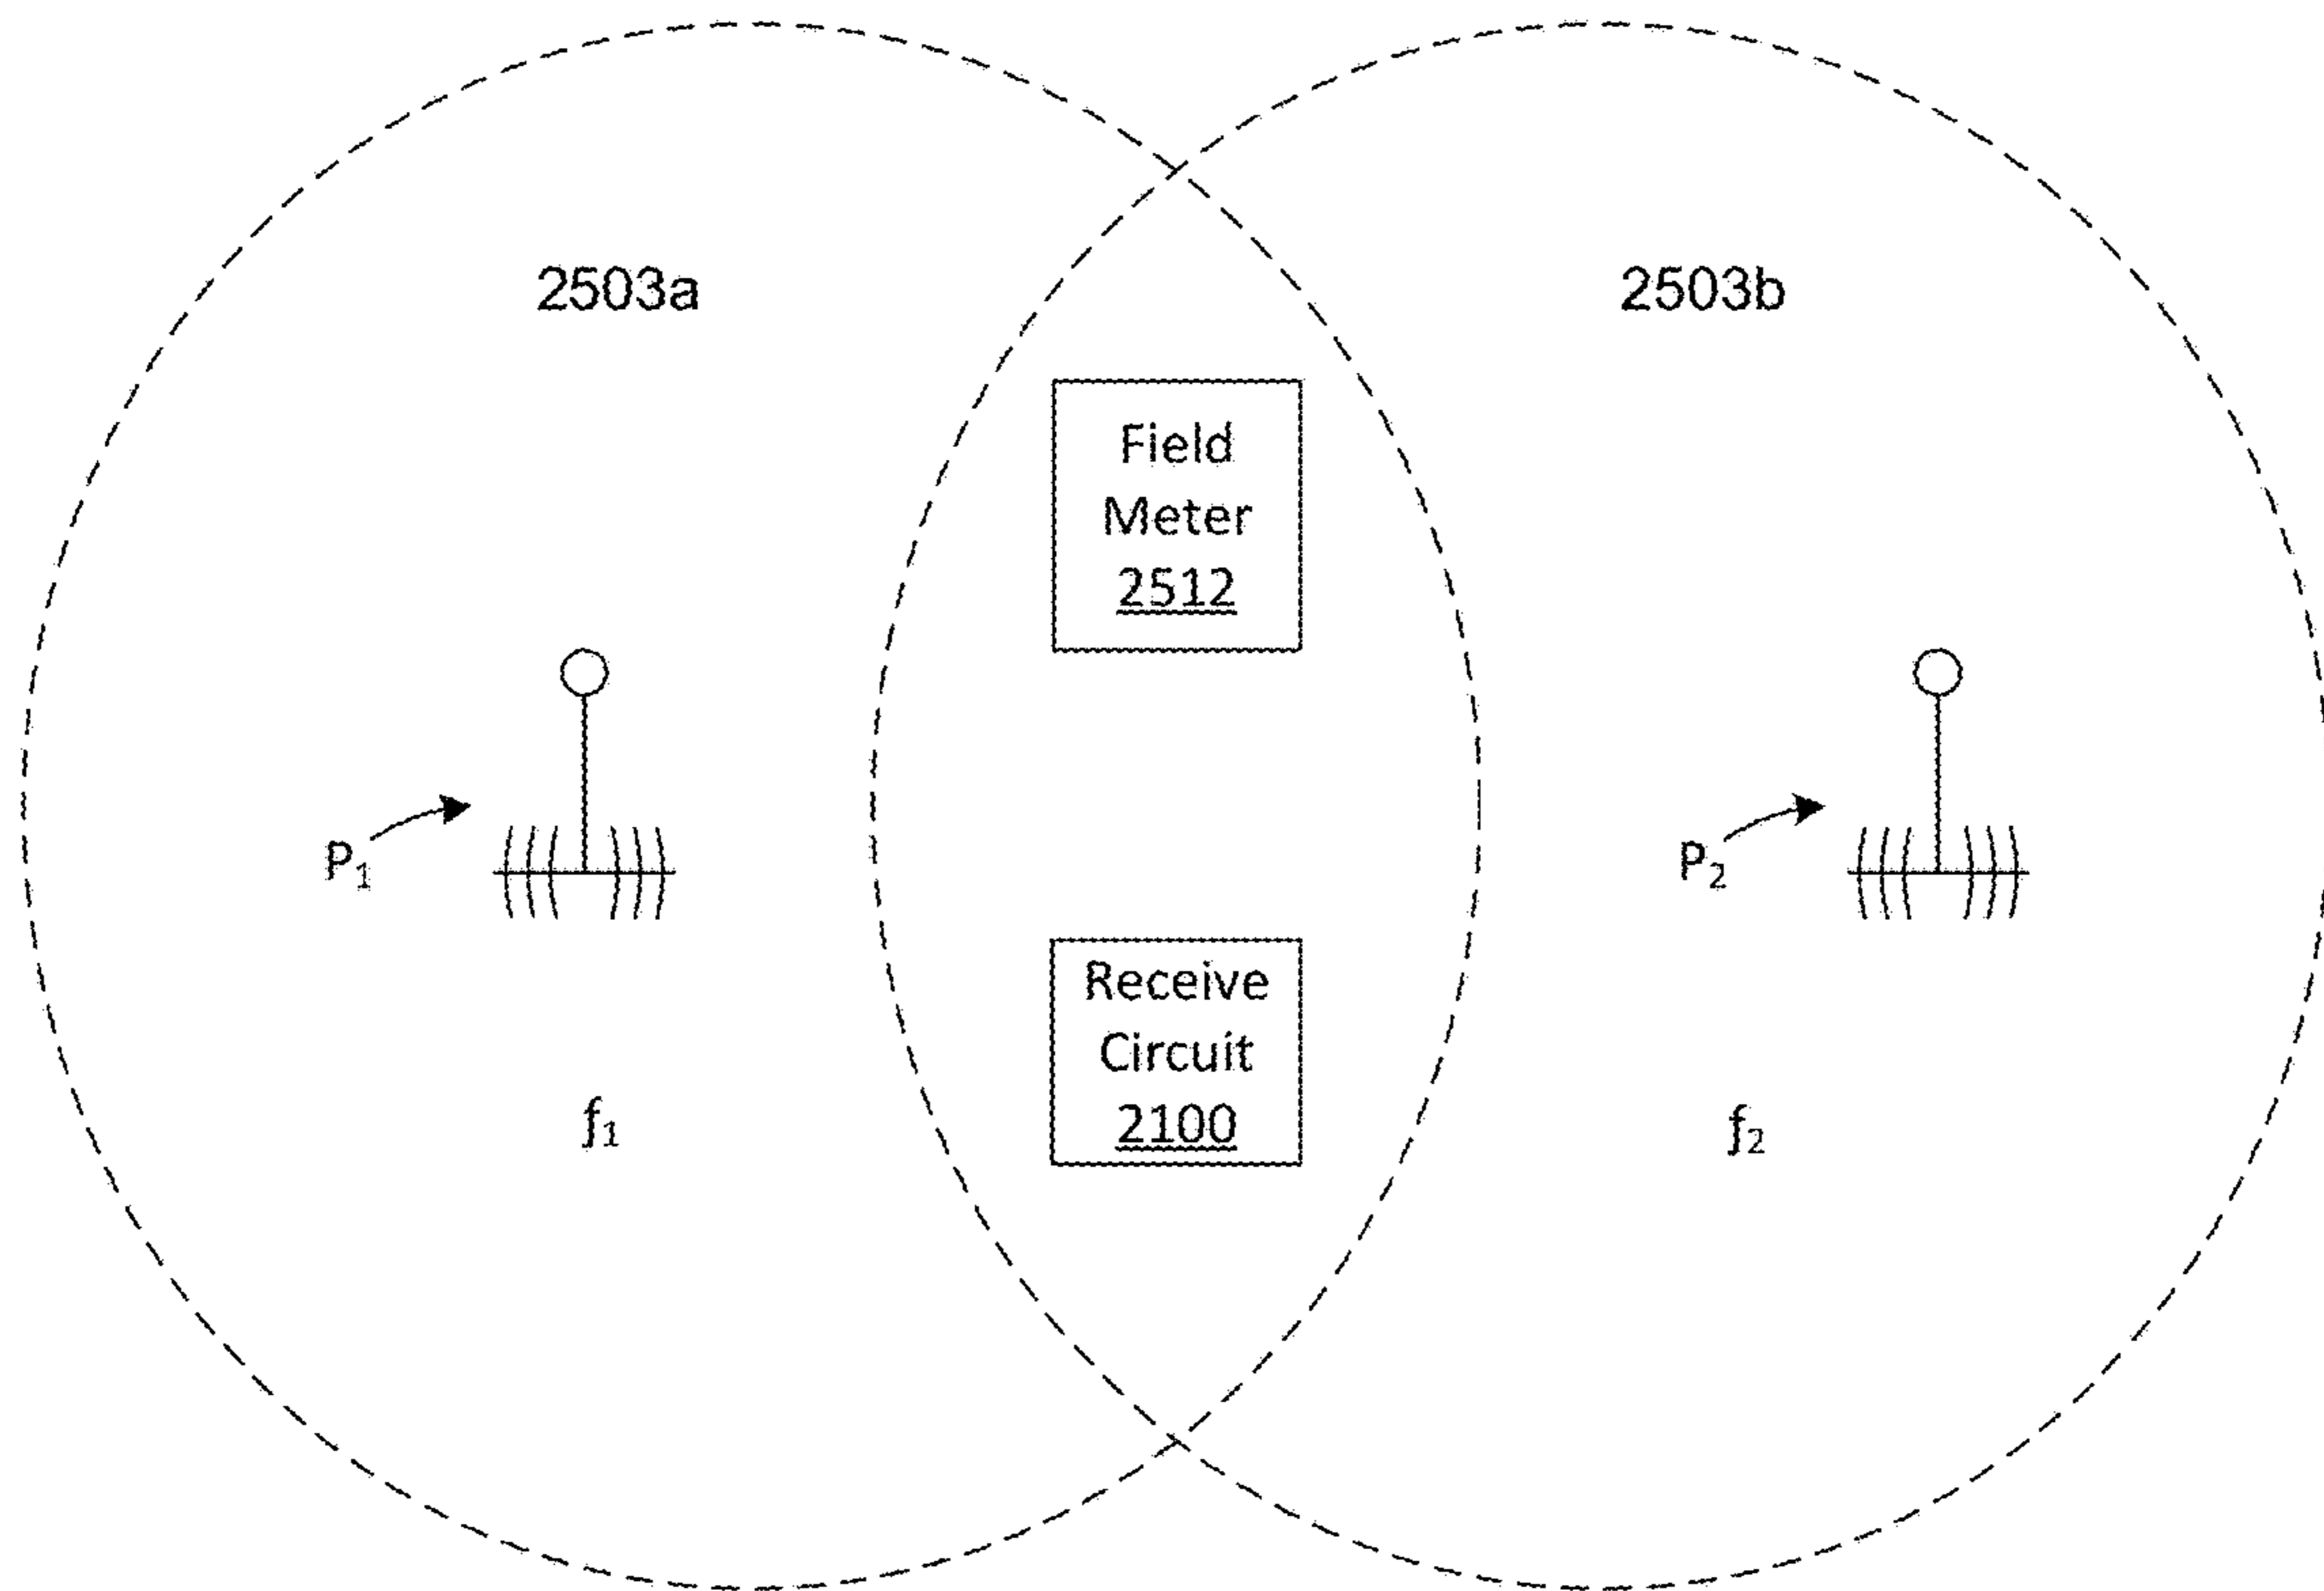 2503a
2503b
Field
Meter
2512
P₁
P₂
Receive
Circuit
2100
f₁
f₂